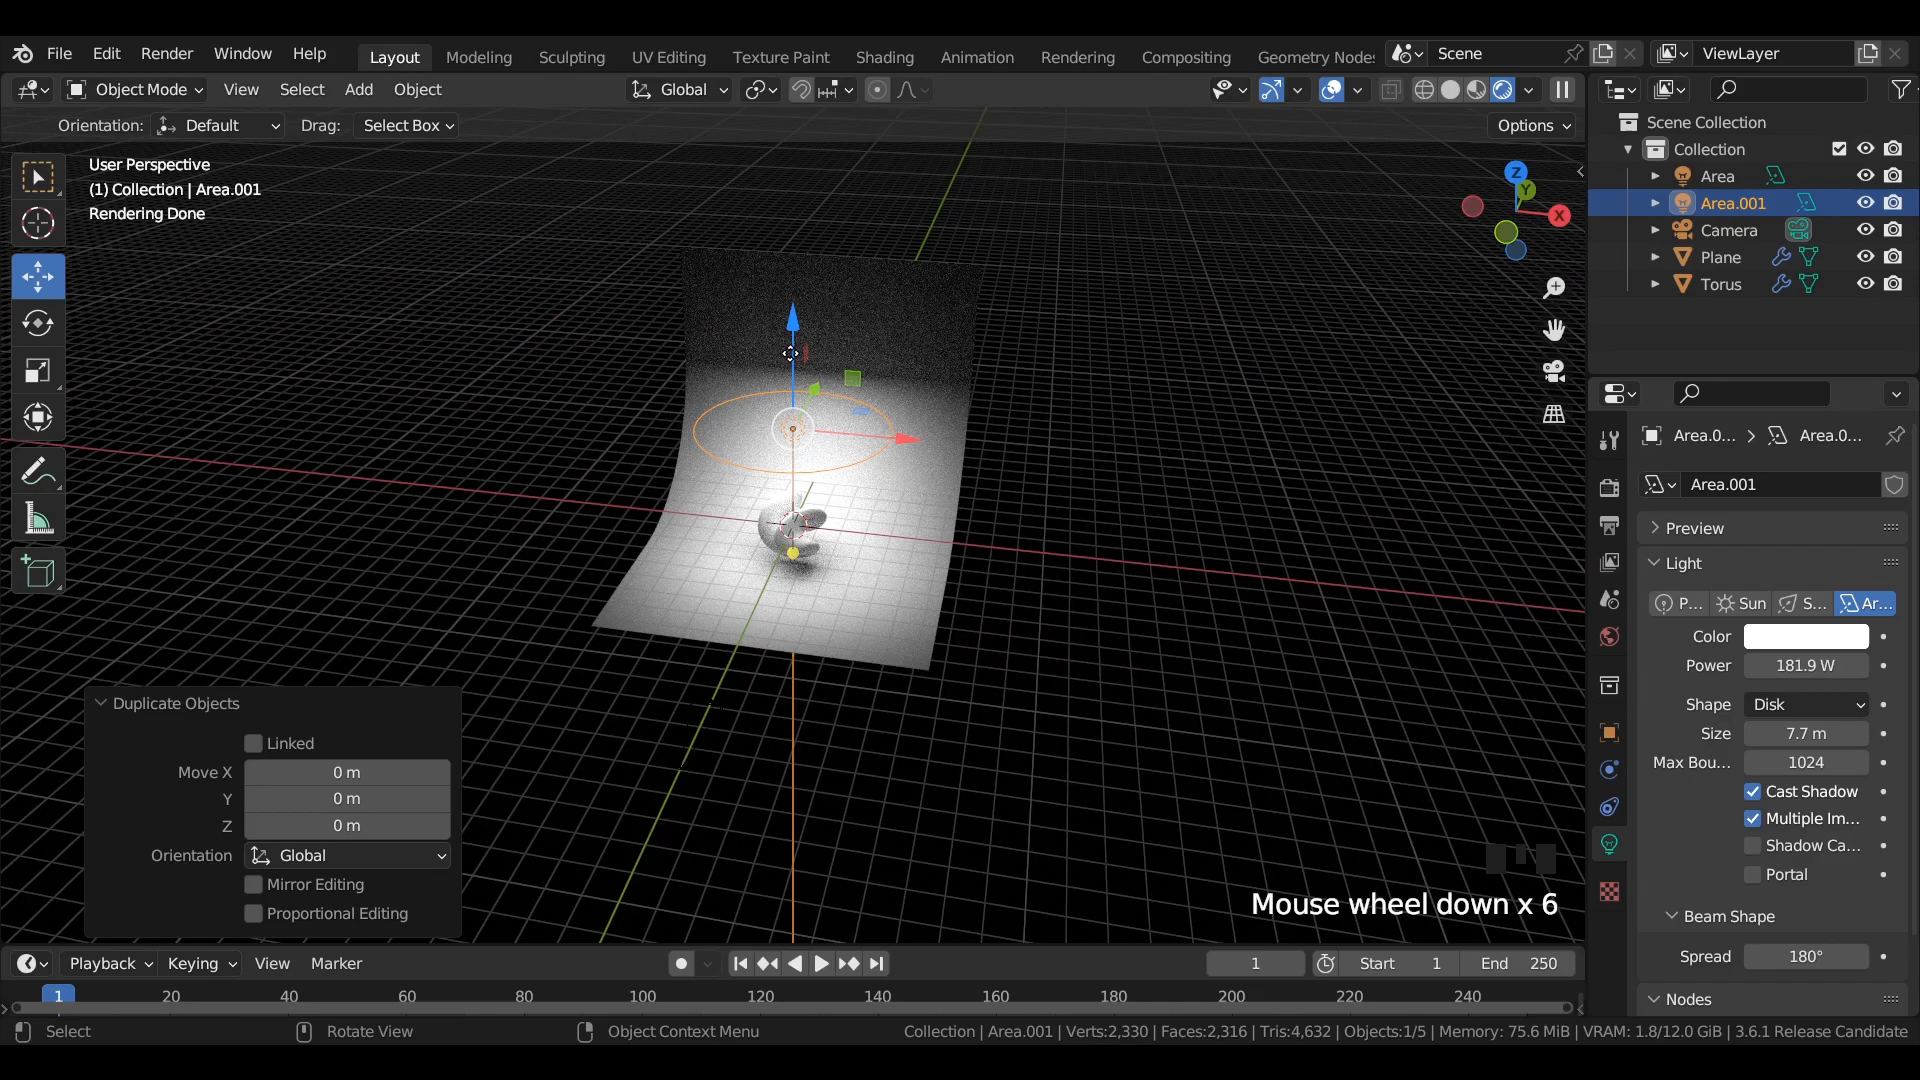 File Edit Render Window Help Layout Modeling Sculpting UV Editing Texture Paint Shading Animation Rendering Compositing Geometry Nodes Scene ViewLayer
Object Mode View Select Add Object Global
Orientation: Default Drag: Select Box Options
User Perspective
(1) Collection | Area.001
Rendering Done
Z
Y
X
Scene Collection
Collection
Area
Area.001
Camera
Plane
Torus
Area.0... Area.0...
Area.001
Preview
Light
P... Sun S... Ar...
Color
Power 181.9 W
Shape Disk
Size 7.7 m
Max Bou... 1024
Cast Shadow
Multiple Im...
Shadow Ca...
Portal
Beam Shape
Spread 180°
Nodes
Duplicate Objects
Linked
Move X 0 m
Y 0 m
Z 0 m
Orientation Global
Mirror Editing
Proportional Editing
Mouse wheel down x 6
Playback Keying View Marker 1 Start 1 End 250
1 20 40 60 80 100 120 140 160 180 200 220 240
Select Rotate View Object Context Menu Collection | Area.001 | Verts:2,330 | Faces:2,316 | Tris:4,632 | Objects:1/5 | Memory: 75.6 MiB | VRAM: 1.8/12.0 GiB | 3.6.1 Release Candidate